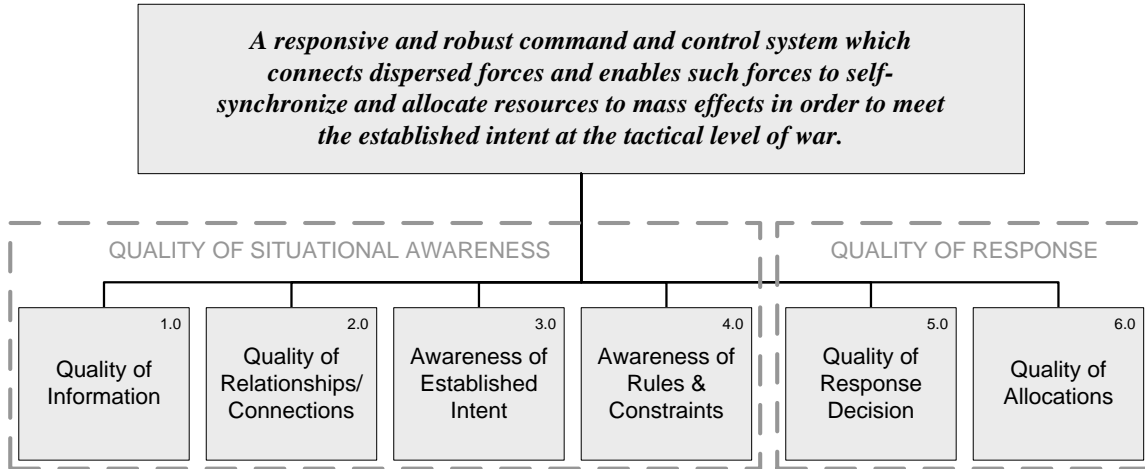 A responsive and robust command and control system which
connects dispersed forces and enables such forces to self-
synchronize and allocate resources to mass effects in order to meet
the established intent at the tactical level of war.
QUALITY OF SITUATIONAL AWARENESS
QUALITY OF RESPONSE
1.0
Quality of
Information
2.0
Quality of
Relationships/
Connections
3.0
Awareness of
Established
Intent
4.0
Awareness of
Rules &
Constraints
5.0
Quality of
Response
Decision
6.0
Quality of
Allocations